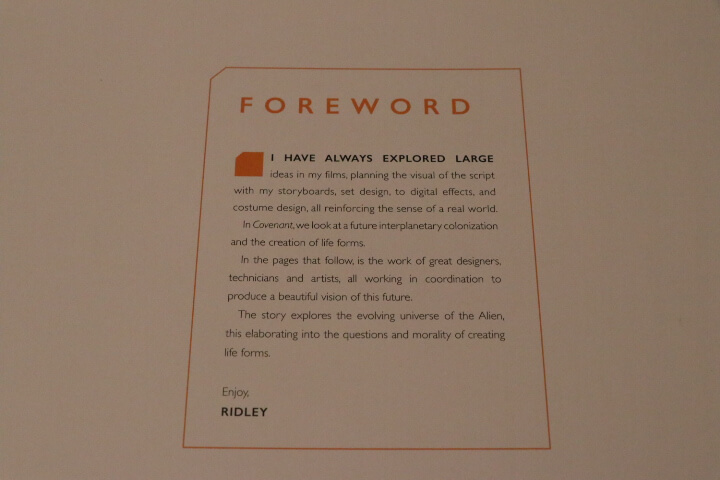 FOREWORD
I HAVE ALWAYS EXPLORED LARGE
ideas in my films, planning the visual of the script
with my storyboards, set design, to digital effects, and
costume design, all reinforcing the sense of a real world.
In Covenant, we look at a future interplanetary colonization
and the creation of life forms.
In the pages that follow, is the work of great designers,
technicians and artists, all working in coordination to
produce a beautiful vision of this future.
The story explores the evolving universe of the Alien,
this elaborating into the questions and morality of creating
life forms.
Enjoy,
RIDLEY